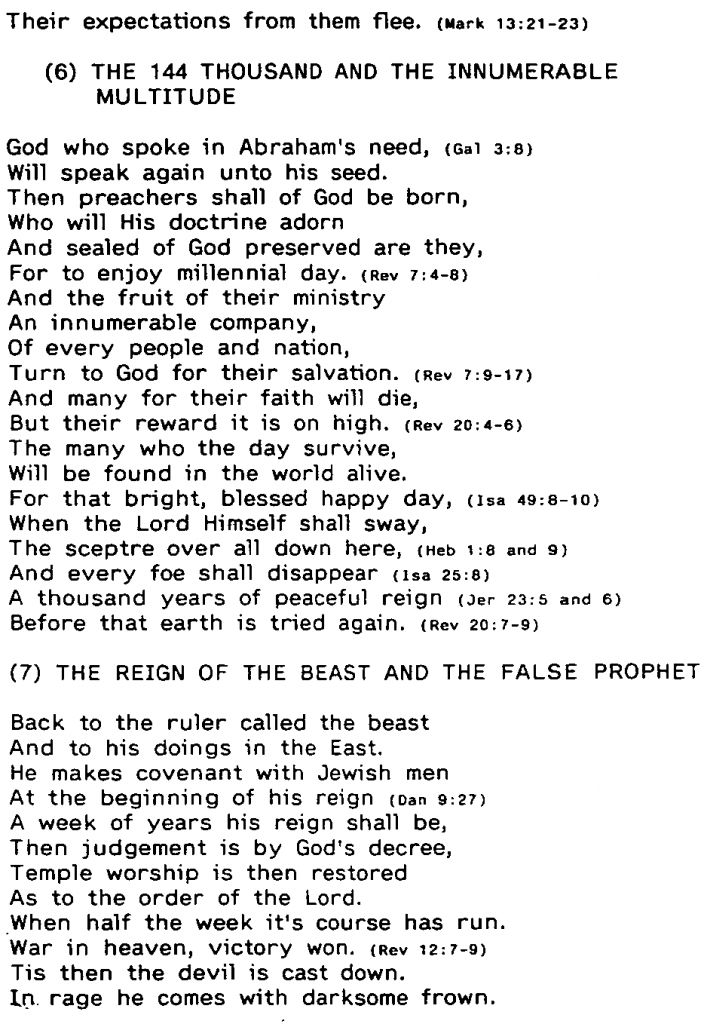 Their expectations from them flee. (Mark 13:21-23)
(6) THE 144 THOUSAND AND THE INNUMERABLE
MULTITUDE
God who spoke in Abraham's need, (Gal 3:8)
Will speak again unto his seed.
Then preachers shall of God be born,
Who will His doctrine adorn
And sealed of God preserved are they,
For to enjoy millennial day. (Rev 7:4-8)
And the fruit of their ministry
An innumerable company,
Of every people and nation,
Turn to God for their salvation. (Rev 7:9-17)
And many for their faith will die,
But their reward it is on high. (Rev 20:4-6)
The many who the day survive,
Will be found in the world alive.
For that bright, blessed happy day, (Isa 49:8-10)
When the Lord Himself shall sway,
The sceptre over all down here, (Heb 1:8 and 9)
And every foe shall disappear (Isa 25:8)
A thousand years of peaceful reign (Jer 23:5 and 6)
Before that earth is tried again. (Rev 20:7-9)
(7) THE REIGN OF THE BEAST AND THE FALSE PROPHET
Back to the ruler called the beast
And to his doings in the East.
He makes covenant with Jewish men
At the beginning of his reign (Dan 9:27)
A week of years his reign shall be,
Then judgement is by God's decree,
Temple worship is then restored
As to the order of the Lord.
When half the week it's course has run.
War in heaven, victory won. (Rev 12:7-9)
Tis then the devil is cast down.
In rage he comes with darksome frown.